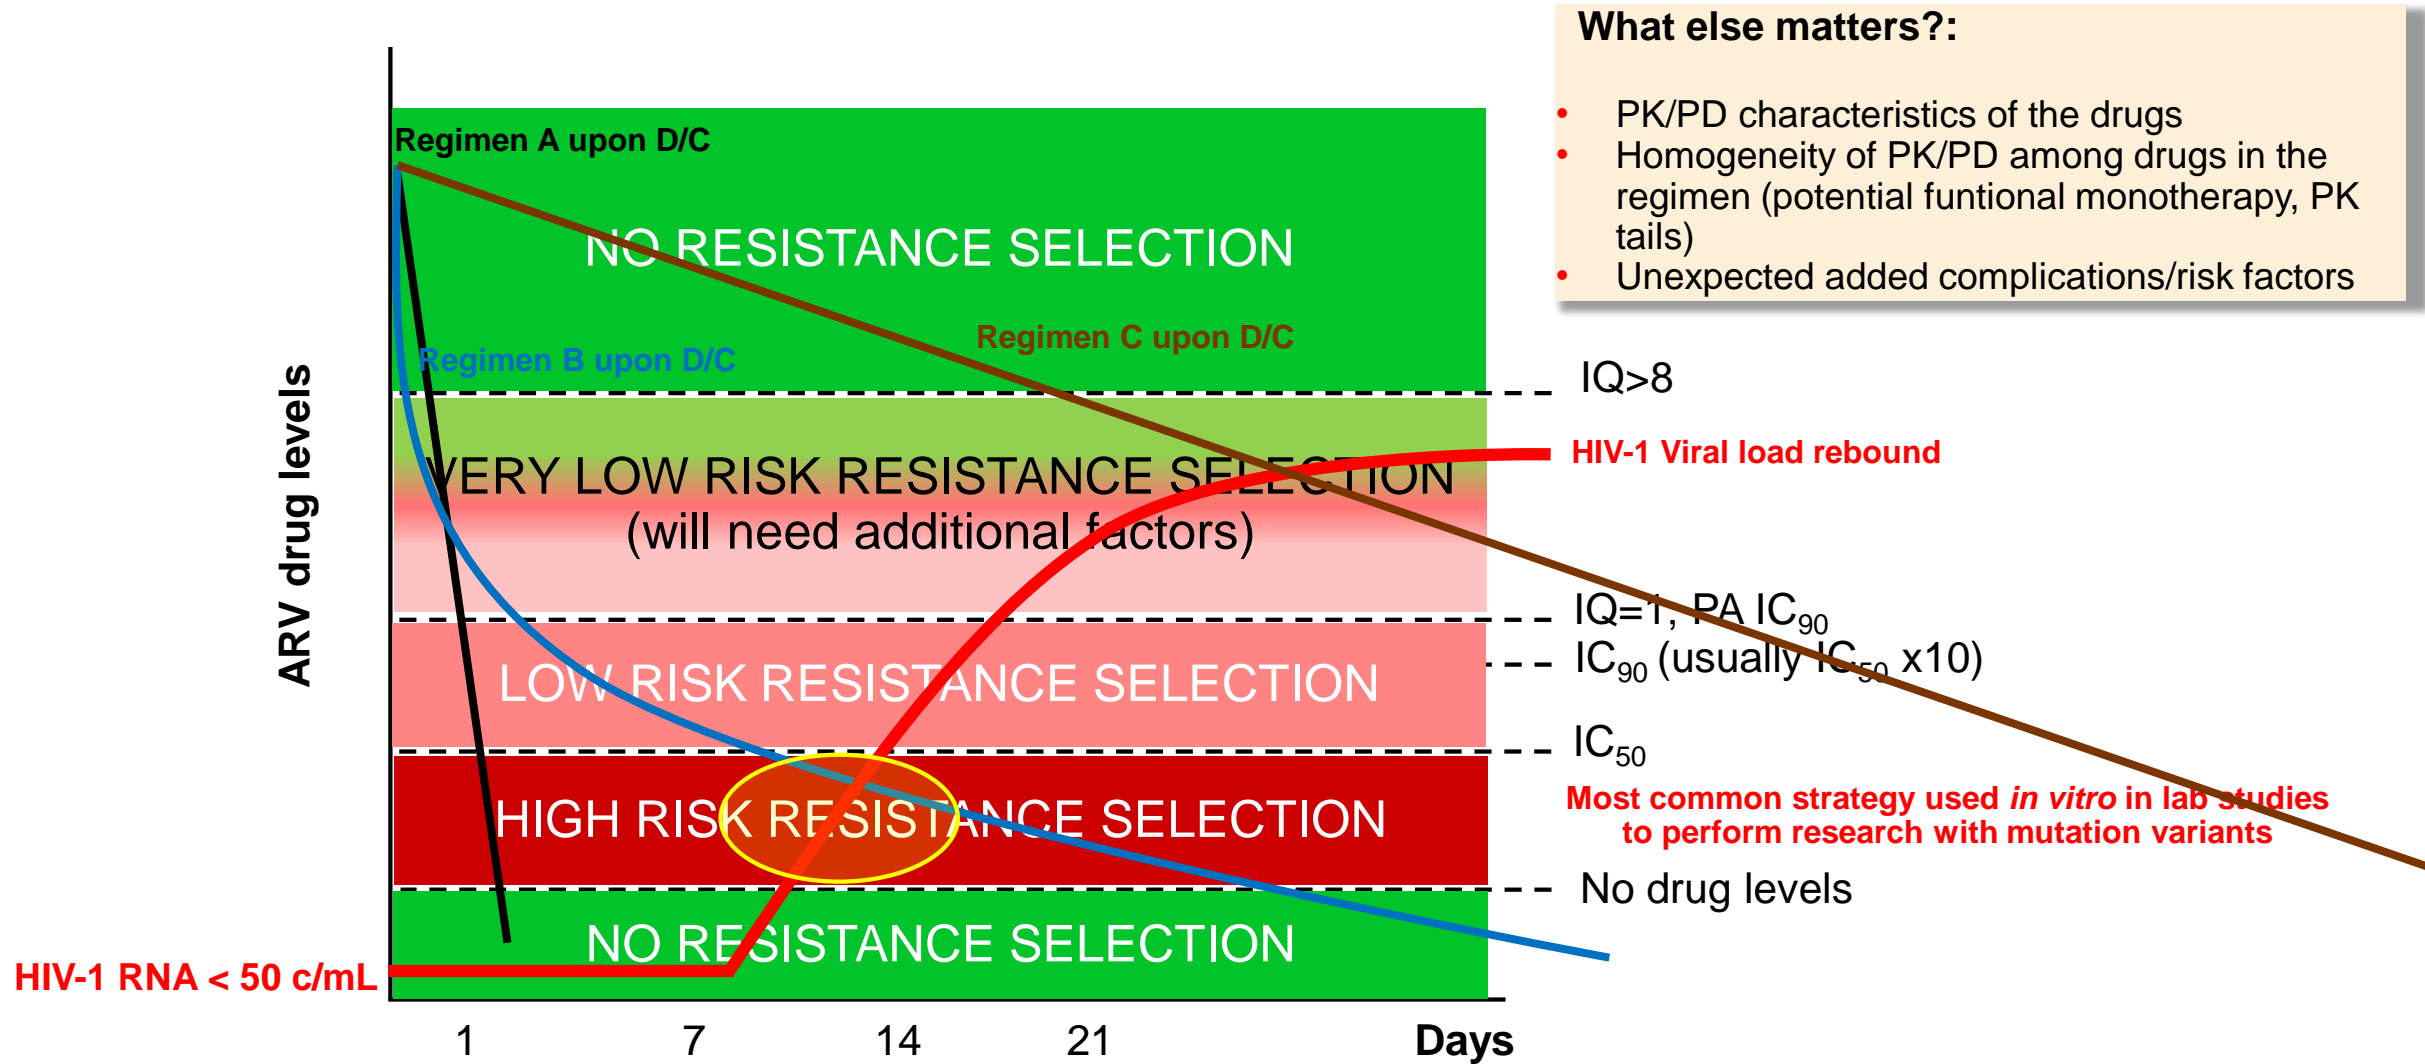 What else matters?:
• PK/PD characteristics of the drugs
• Homogeneity of PK/PD among drugs in the
regimen (potential funtional monotherapy, PK
tails)
• Unexpected added complications/risk factors
Regimen A upon D/C
NO RESISTANCE SELECTION
Regimen C upon D/C
Regimen B upon D/C
IQ>8
ARV drug levels
HIV-1 Viral load rebound
VERY LOW RISK RESISTANCE SELECTION
(will need additional factors)
IQ=1, PA IC90
IC90 (usually IC50 x10)
LOW RISK RESISTANCE SELECTION
IC50
Most common strategy used in vitro in lab studies
to perform research with mutation variants
HIGH RISK RESISTANCE SELECTION
No drug levels
NO RESISTANCE SELECTION
HIV-1 RNA < 50 c/mL
1 7 14 21 Days